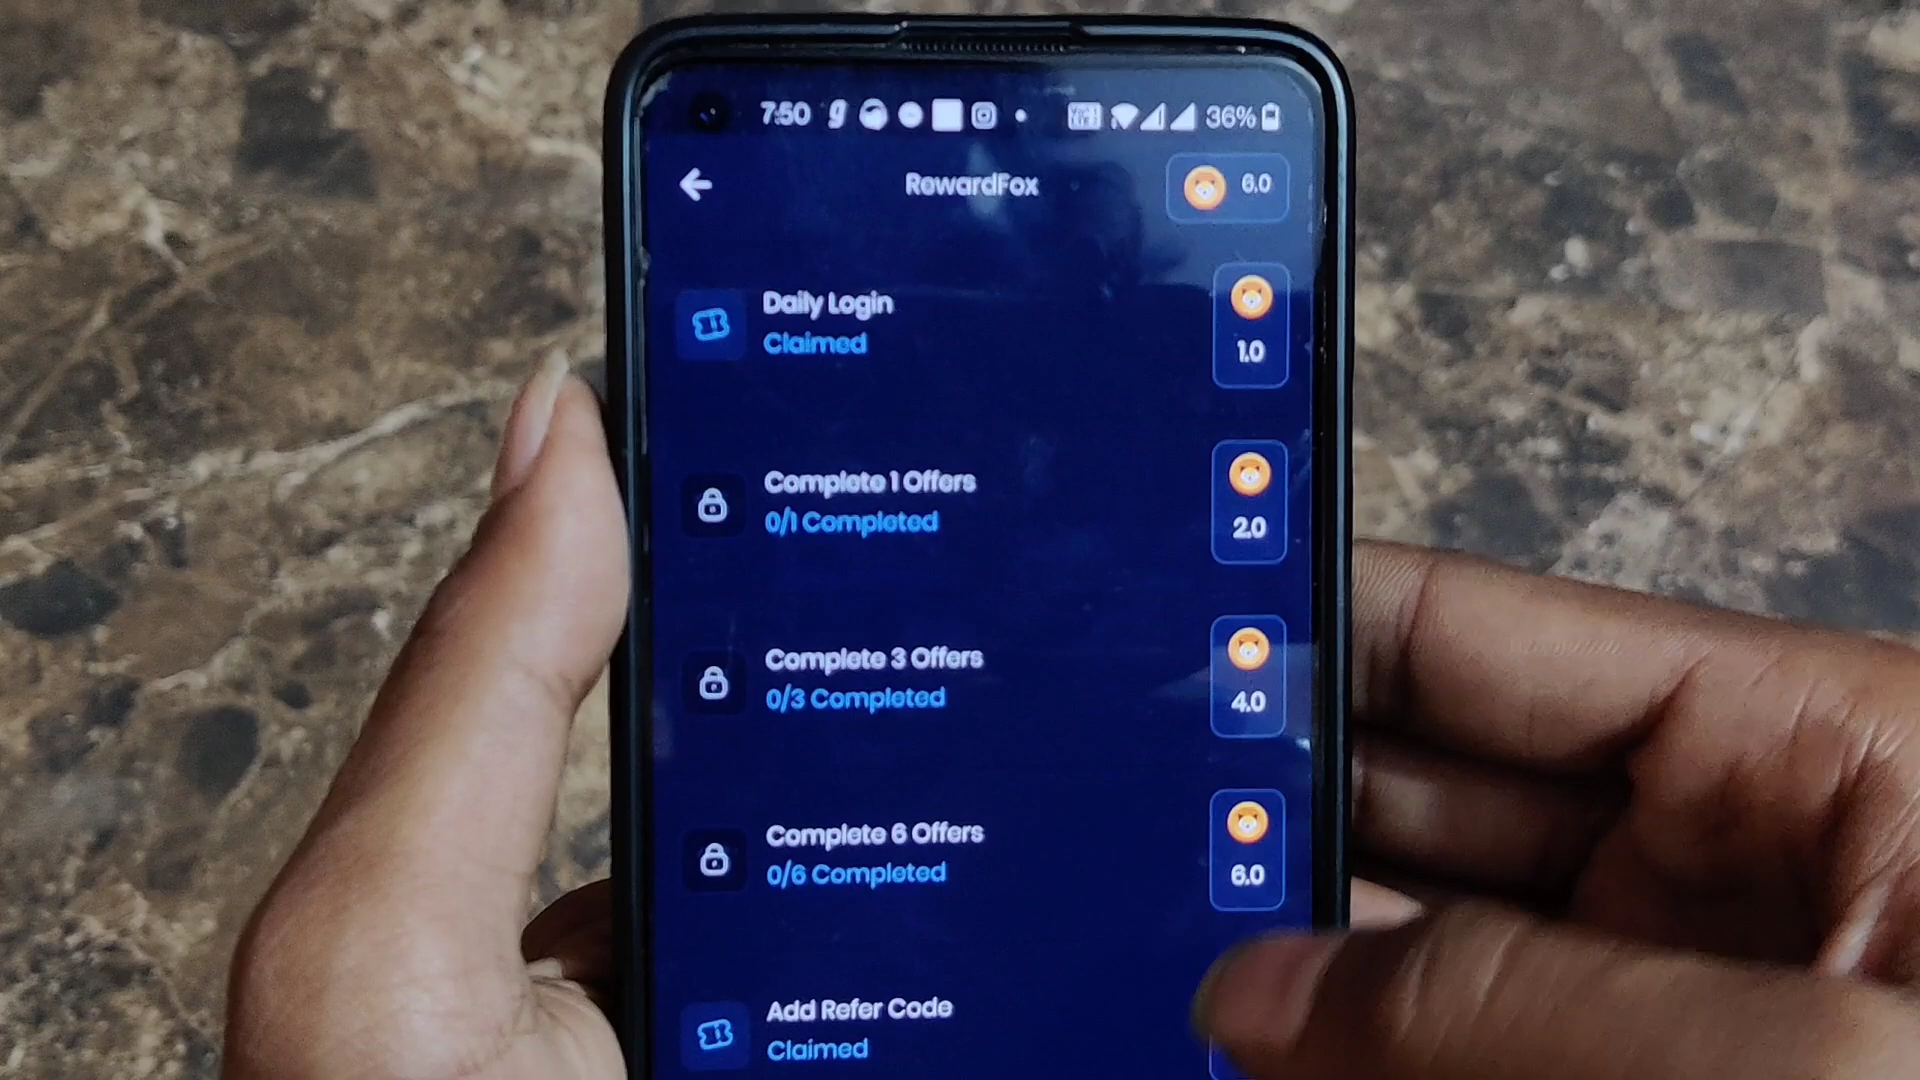 7:50 36%
RewardFox 6.0
Daily Login
Claimed
1.0
Complete 1 Offers
0/1 Completed
2.0
Complete 3 Offers
0/3 Completed
4.0
Complete 6 Offers
0/6 Completed
6.0
Add Refer Code
Claimed